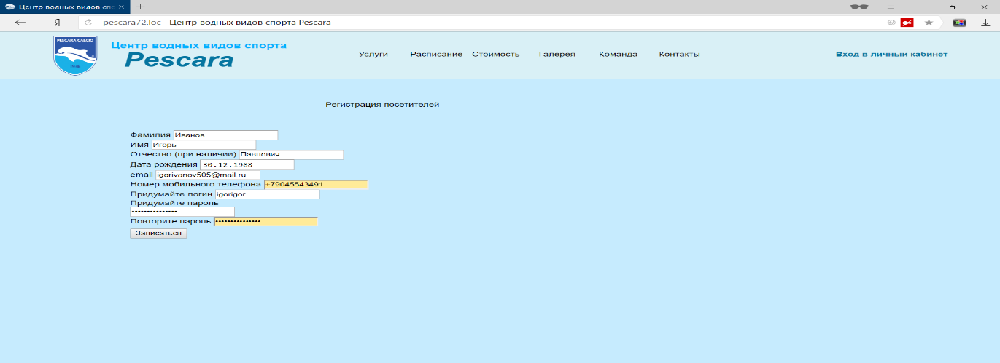 Центр водных видов спо
Я pescara72.loc Центр водных видов спорта Pescara
PESCARA CALCIO
1936
Центр водных видов спорта
Pescara
Услуги Расписание Стоимость Галерея Команда Контакты Вход в личный кабинет
Регистрация посетителей
Фамилия Иванов
Имя Игорь
Отчество (при наличии) Павлович
Дата рождения 30.12.1988
email igorivanov505@mail.ru
Номер мобильного телефона +79045543491
Придумайте логин igorigor
Придумайте пароль
•••••••••••••••
Повторите пароль •••••••••••••••
Записаться